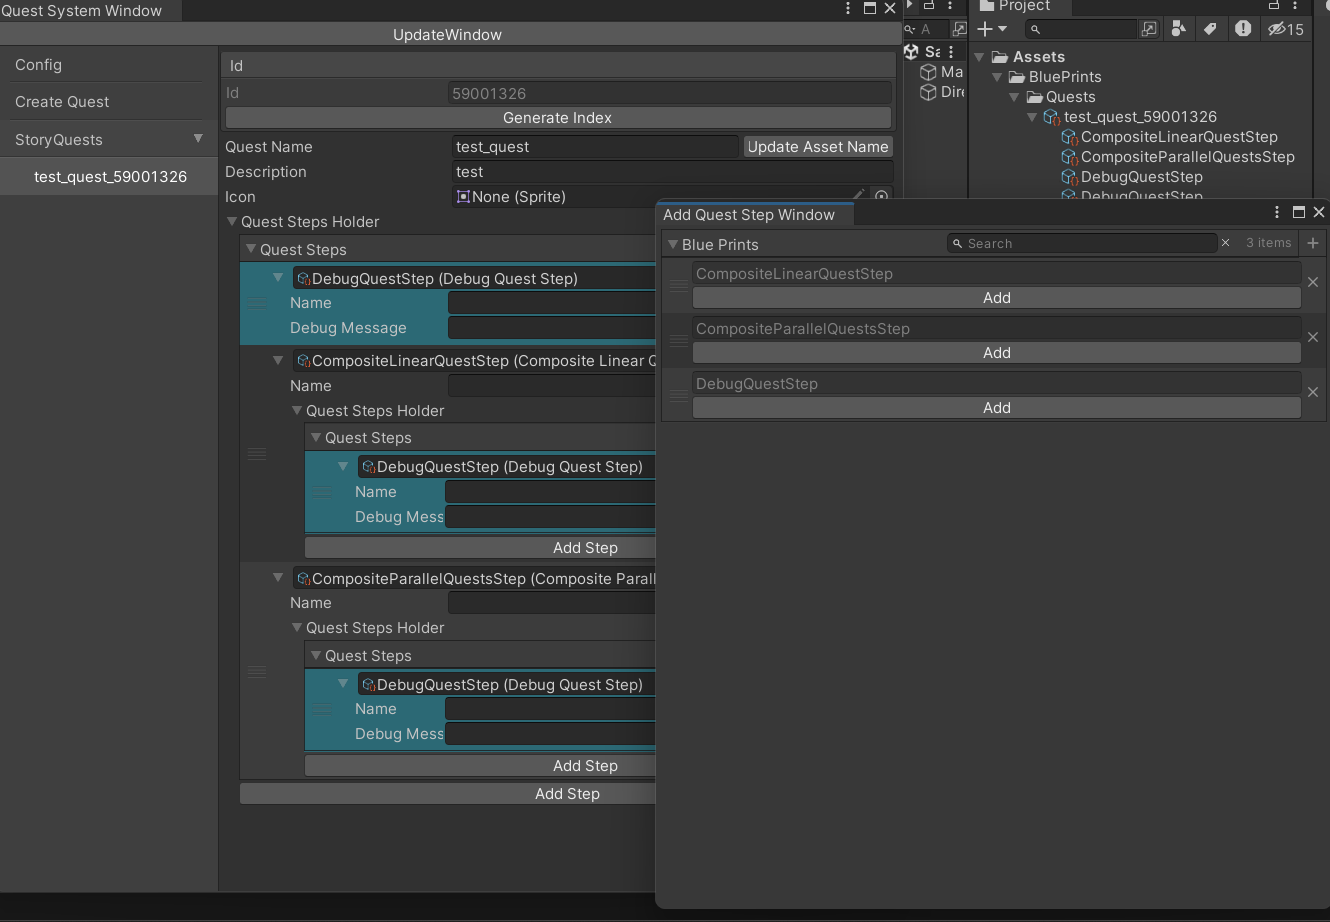 Quest System Window
UpdateWindow
Config
Create Quest
StoryQuests
test_quest_59001326
Id
Id 59001326
Generate Index
Quest Name test_quest Update Asset Name
Description test
Icon None (Sprite)
Quest Steps Holder
Quest Steps
DebugQuestStep (Debug Quest Step)
Name
Debug Message
CompositeLinearQuestStep (Composite Linear Q
Name
Quest Steps Holder
Quest Steps
DebugQuestStep (Debug Quest Step)
Name
Debug Mess
Add Step
CompositeParallelQuestsStep (Composite Parall
Name
Quest Steps Holder
Quest Steps
DebugQuestStep (Debug Quest Step)
Name
Debug Mess
Add Step
Add Step
A
Sa
Ma
Dire
Project
15
Assets
BluePrints
Quests
test_quest_59001326
CompositeLinearQuestStep
CompositeParallelQuestsStep
DebugQuestStep
DebugQuestStep
Add Quest Step Window
Blue Prints Search 3 items
CompositeLinearQuestStep
Add
CompositeParallelQuestsStep
Add
DebugQuestStep
Add